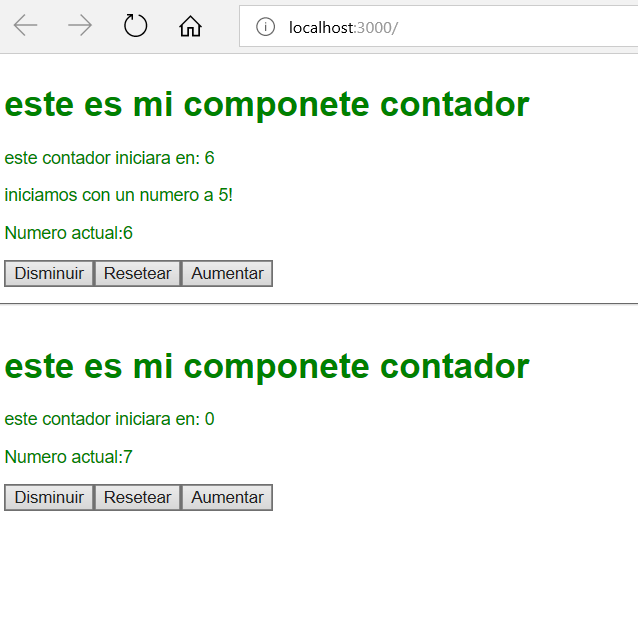 localhost:3000/
este es mi componete contador
este contador iniciara en: 6
iniciamos con un numero a 5!
Numero actual:6
Disminuir Resetear Aumentar
este es mi componete contador
este contador iniciara en: 0
Numero actual:7
Disminuir Resetear Aumentar